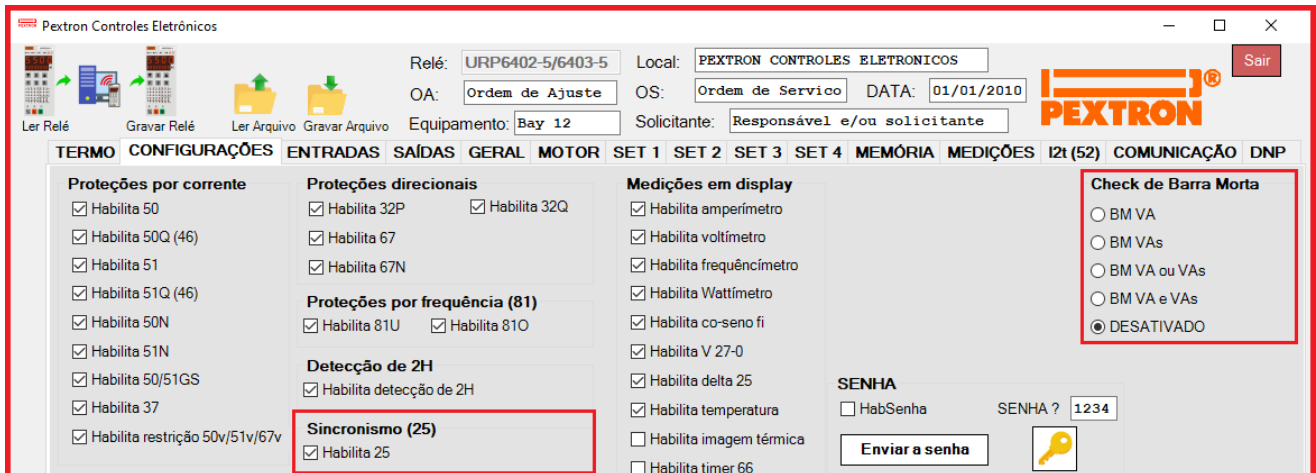 Pextron Controles Eletrônicos
Relé: URP6402-5/6403-5 Local: PEXTRON CONTROLES ELETRONICOS Sair
OA: Ordem de Ajuste OS: Ordem de Servico DATA: 01/01/2010
Equipamento: Bay 12 Solicitante: Responsável e/ou solicitante PEXTRON®
Ler Relé Gravar Relé Ler Arquivo Gravar Arquivo
TERMO CONFIGURAÇÕES ENTRADAS SAÍDAS GERAL MOTOR SET 1 SET 2 SET 3 SET 4 MEMÓRIA MEDIÇÕES I2t (52) COMUNICAÇÃO DNP
Proteções por corrente
Habilita 50
Habilita 50Q (46)
Habilita 51
Habilita 51Q (46)
Habilita 50N
Habilita 51N
Habilita 50/51GS
Habilita 37
Habilita restrição 50v/51v/67v
Proteções direcionais
Habilita 32P Habilita 32Q
Habilita 67
Habilita 67N
Proteções por frequência (81)
Habilita 81U Habilita 81O
Detecção de 2H
Habilita detecção de 2H
Sincronismo (25)
Habilita 25
Medições em display
Habilita amperímetro
Habilita voltímetro
Habilita frequêncímetro
Habilita Wattímetro
Habilita co-seno fi
Habilita V 27-0
Habilita delta 25
Habilita temperatura
Habilita imagem térmica
Habilita timer 66
SENHA
HabSenha SENHA ? 1234
Enviar a senha
Check de Barra Morta
BM VA
BM VAs
BM VA ou VAs
BM VA e VAs
DESATIVADO